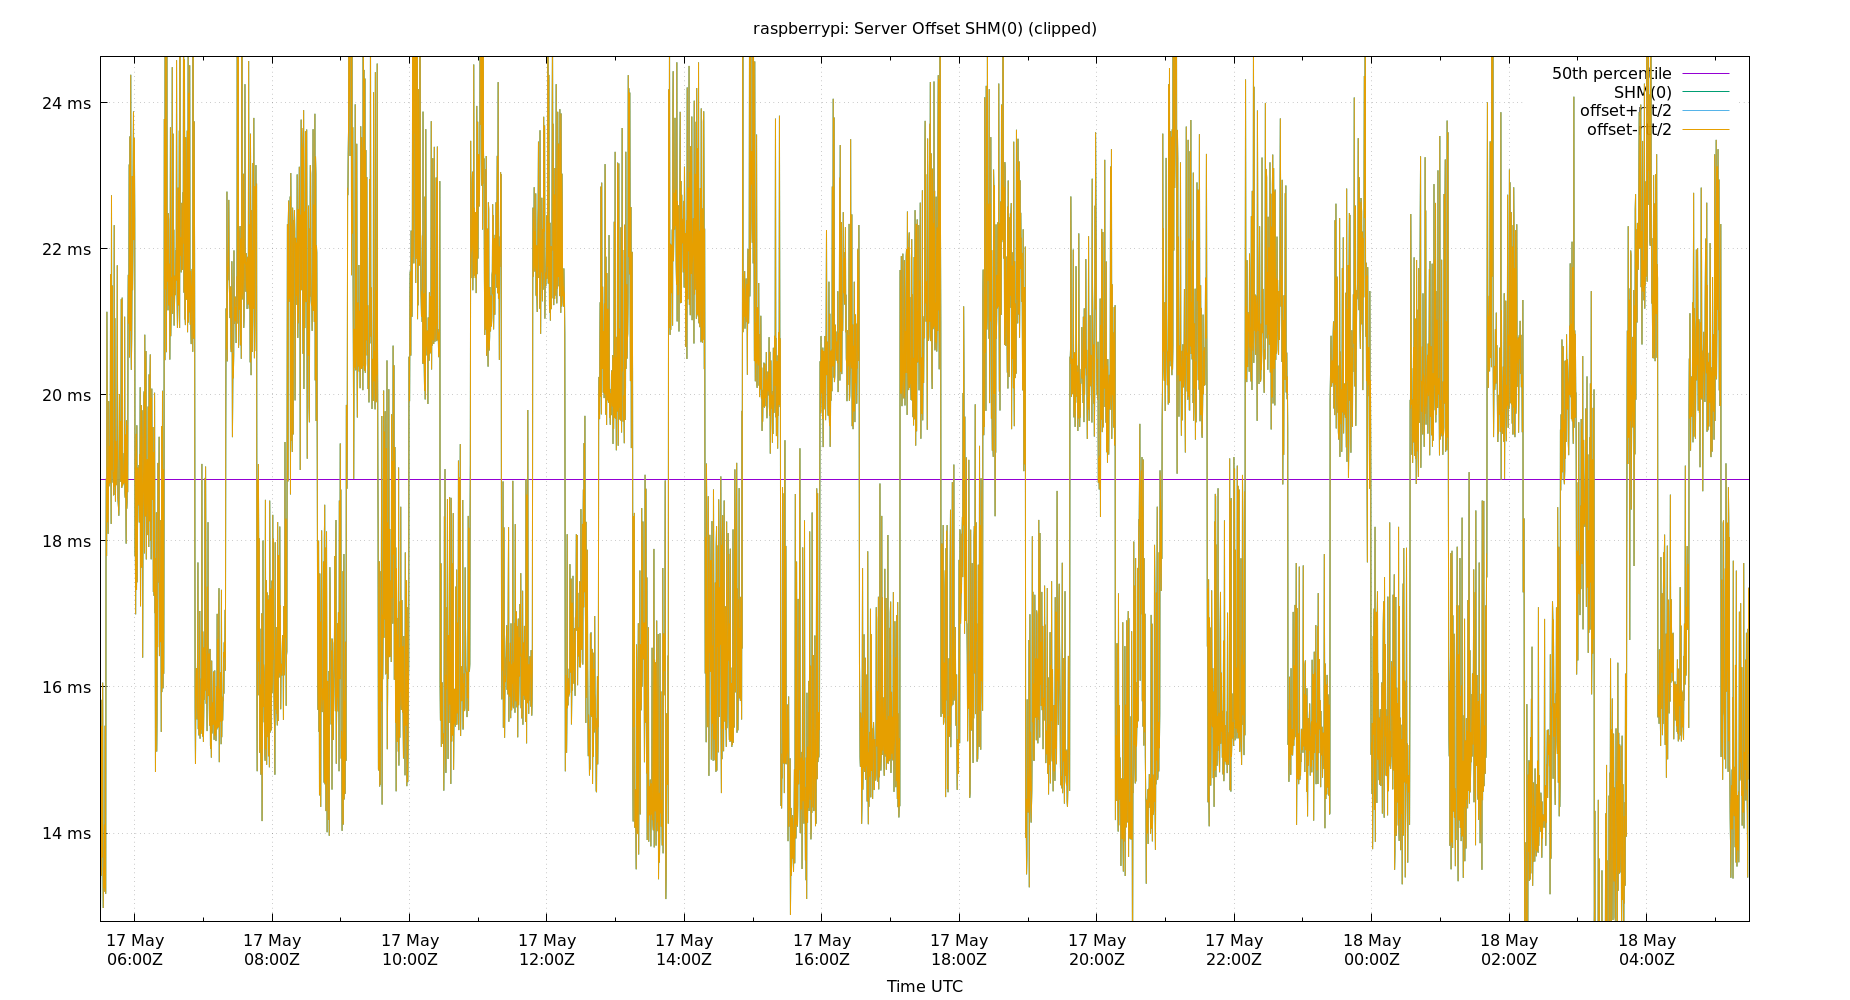 raspberrypi: Server Offset SHM(0) (clipped)
50th percentile
SHM(0)
offset+rtt/2
offset-rtt/2
24 ms
22 ms
20 ms
18 ms
16 ms
14 ms
17 May 17 May 17 May 17 May 17 May 17 May 17 May 17 May 17 May 18 May 18 May 18 May
06:00Z 08:00Z 10:00Z 12:00Z 14:00Z 16:00Z 18:00Z 20:00Z 22:00Z 00:00Z 02:00Z 04:00Z
Time UTC